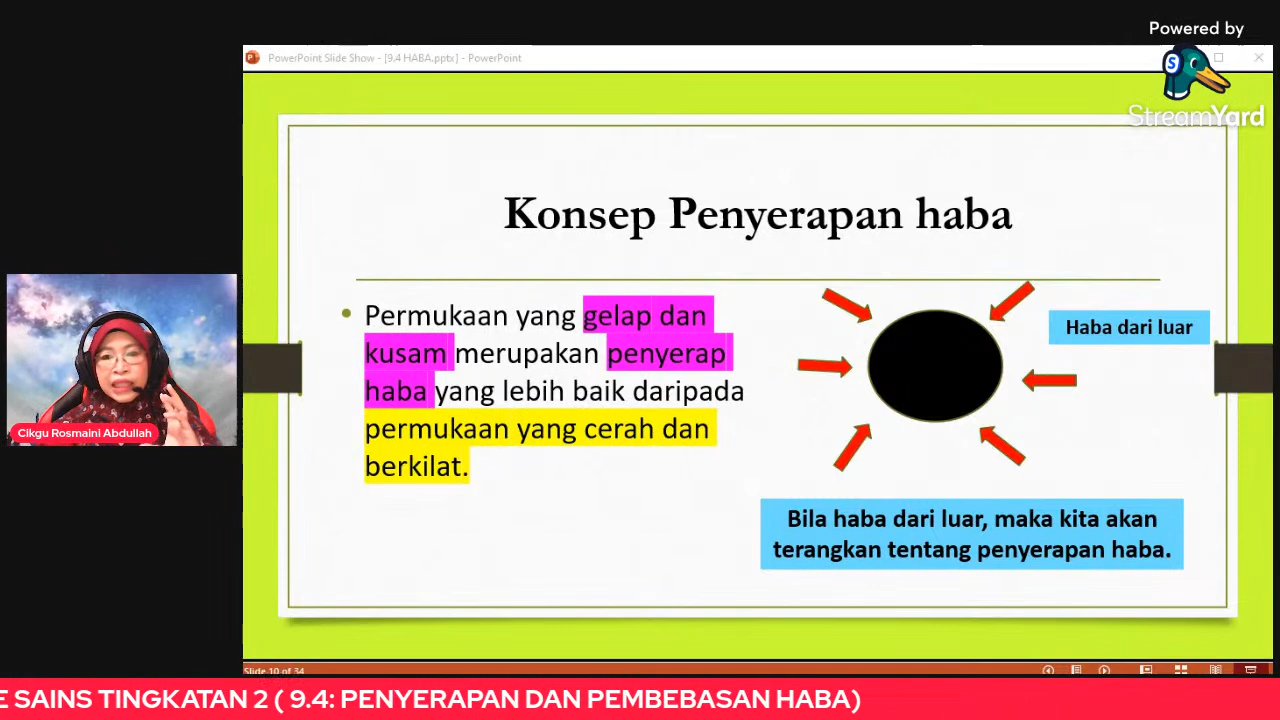 Powered by
StreamYard
PowerPoint Slide Show - [9.4 HABA.pptx] - PowerPoint
Konsep Penyerapan haba
• Permukaan yang gelap dan
kusam merupakan penyerap
haba yang lebih baik daripada
permukaan yang cerah dan
berkilat.
Haba dari luar
Bila haba dari luar, maka kita akan
terangkan tentang penyerapan haba.
Cikgu Rosmaini Abdullah
Slide 10 of 34
E SAINS TINGKATAN 2 ( 9.4: PENYERAPAN DAN PEMBEBASAN HABA)